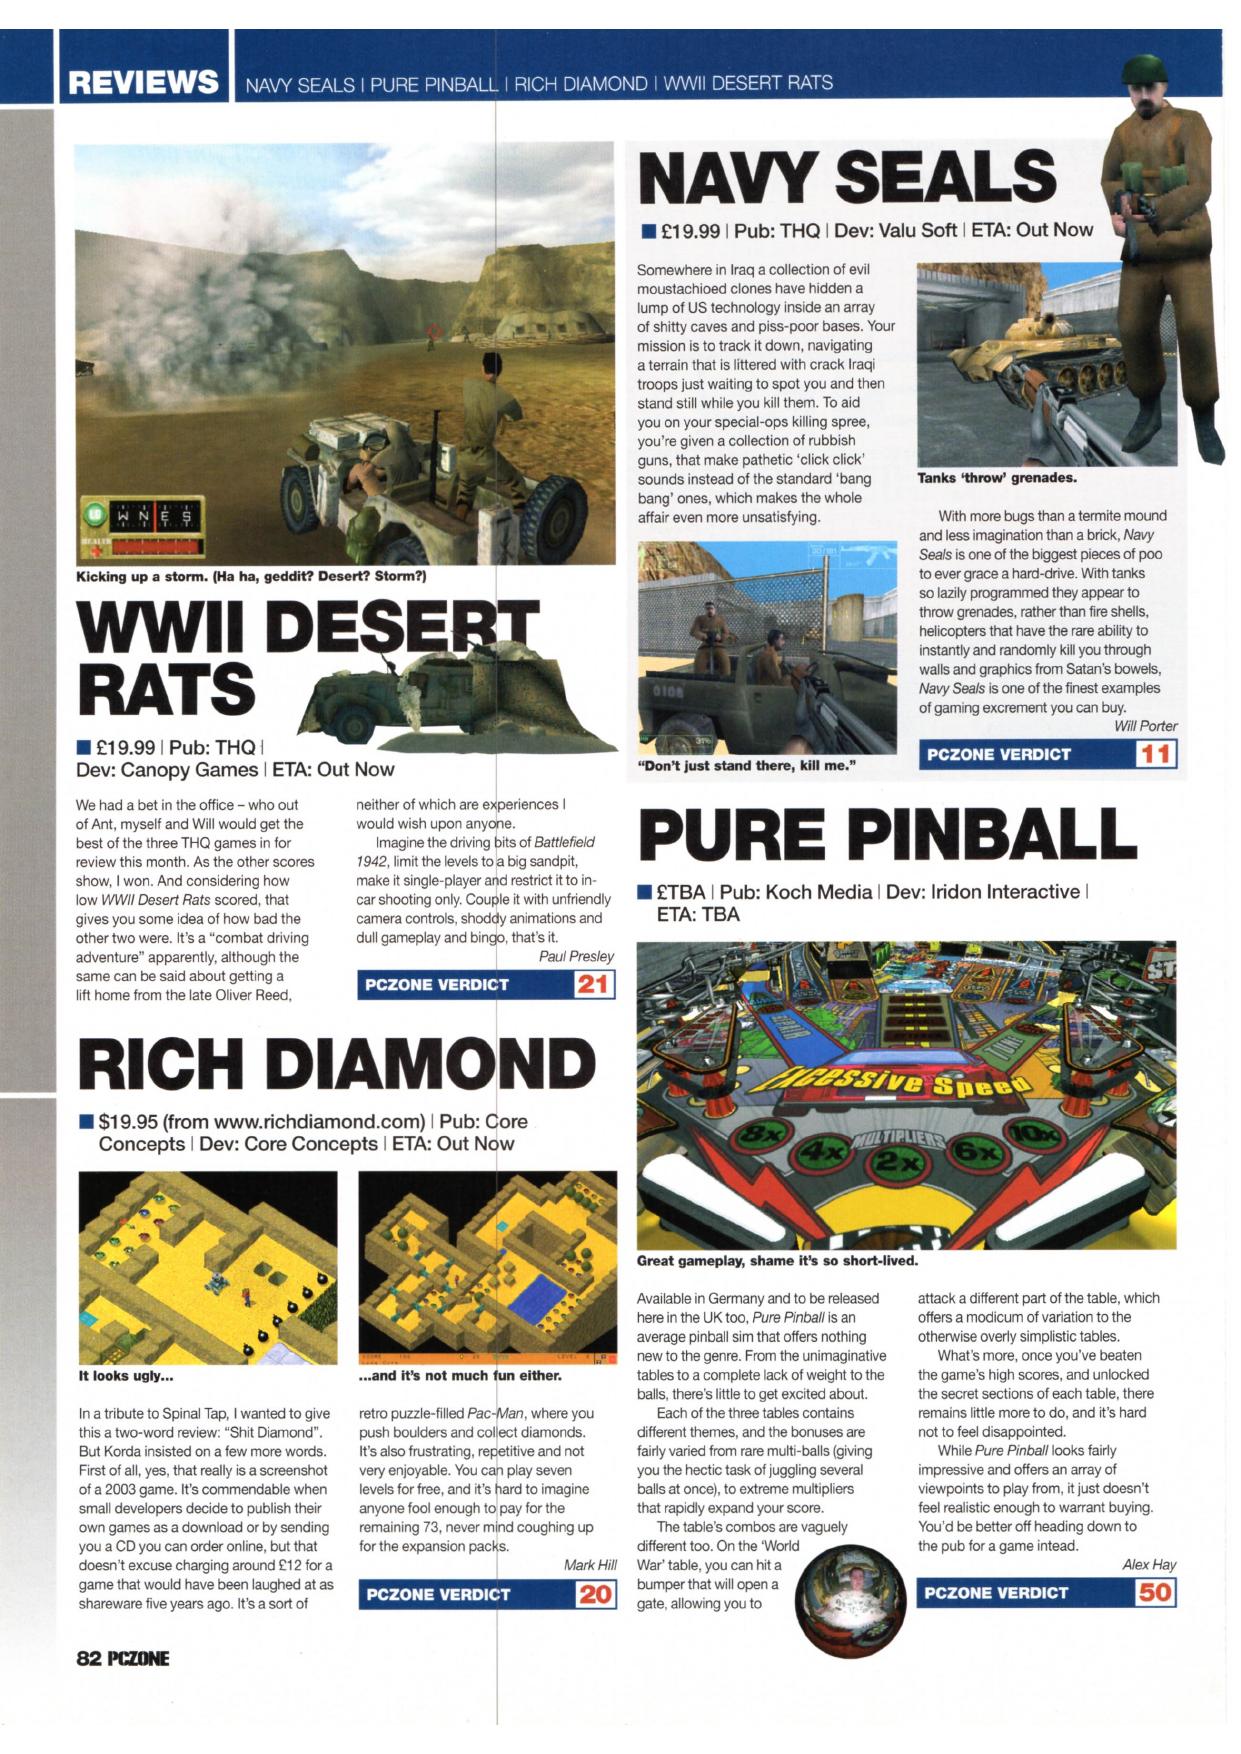 REVIEWS
NAVY SEALS | PURE PINBALL | RICH DIAMOND | WWII DESERT RATS
W N E S
HEALTH
Kicking up a storm. (Ha ha, geddit? Desert? Storm?)
WWII DESERT
RATS
£19.99 | Pub: THQ |
Dev: Canopy Games | ETA: Out Now
We had a bet in the office – who out
of Ant, myself and Will would get the
best of the three THQ games in for
review this month. As the other scores
show, I won. And considering how
low WWII Desert Rats scored, that
gives you some idea of how bad the
other two were. It's a “combat driving
adventure” apparently, although the
same can be said about getting a
lift home from the late Oliver Reed,
neither of which are experiences I
would wish upon anyone.
Imagine the driving bits of Battlefield
1942, limit the levels to a big sandpit,
make it single-player and restrict it to in-
car shooting only. Couple it with unfriendly
camera controls, shoddy animations and
dull gameplay and bingo, that's it.
Paul Presley
PCZONE VERDICT 21
RICH DIAMOND
$19.95 (from www.richdiamond.com) | Pub: Core
Concepts | Dev: Core Concepts | ETA: Out Now
It looks ugly...
...and it's not much fun either.
In a tribute to Spinal Tap, I wanted to give
this a two-word review: “Shit Diamond”.
But Korda insisted on a few more words.
First of all, yes, that really is a screenshot
of a 2003 game. It's commendable when
small developers decide to publish their
own games as a download or by sending
you a CD you can order online, but that
doesn't excuse charging around £12 for a
game that would have been laughed at as
shareware five years ago. It's a sort of
retro puzzle-filled Pac-Man, where you
push boulders and collect diamonds.
It's also frustrating, repetitive and not
very enjoyable. You can play seven
levels for free, and it's hard to imagine
anyone fool enough to pay for the
remaining 73, never mind coughing up
for the expansion packs.
Mark Hill
PCZONE VERDICT 20
NAVY SEALS
£19.99 | Pub: THQ | Dev: Valu Soft | ETA: Out Now
Somewhere in Iraq a collection of evil
moustachioed clones have hidden a
lump of US technology inside an array
of shitty caves and piss-poor bases. Your
mission is to track it down, navigating
a terrain that is littered with crack Iraqi
troops just waiting to spot you and then
stand still while you kill them. To aid
you on your special-ops killing spree,
you're given a collection of rubbish
guns, that make pathetic ‘click click’
sounds instead of the standard ‘bang
bang’ ones, which makes the whole
affair even more unsatisfying.
0108
31%
“Don't just stand there, kill me.”
Tanks ‘throw’ grenades.
With more bugs than a termite mound
and less imagination than a brick, Navy
Seals is one of the biggest pieces of poo
to ever grace a hard-drive. With tanks
so lazily programmed they appear to
throw grenades, rather than fire shells,
helicopters that have the rare ability to
instantly and randomly kill you through
walls and graphics from Satan's bowels,
Navy Seals is one of the finest examples
of gaming excrement you can buy.
Will Porter
PCZONE VERDICT 11
PURE PINBALL
£TBA | Pub: Koch Media | Dev: Iridon Interactive |
ETA: TBA
Excessive Speed
MULTIPLIERS
8x 4x 2x 6x 10x
Great gameplay, shame it's so short-lived.
Available in Germany and to be released
here in the UK too, Pure Pinball is an
average pinball sim that offers nothing
new to the genre. From the unimaginative
tables to a complete lack of weight to the
balls, there's little to get excited about.
Each of the three tables contains
different themes, and the bonuses are
fairly varied from rare multi-balls (giving
you the hectic task of juggling several
balls at once), to extreme multipliers
that rapidly expand your score.
The table's combos are vaguely
different too. On the ‘World
War’ table, you can hit a
bumper that will open a
gate, allowing you to
attack a different part of the table, which
offers a modicum of variation to the
otherwise overly simplistic tables.
What's more, once you've beaten
the game's high scores, and unlocked
the secret sections of each table, there
remains little more to do, and it's hard
not to feel disappointed.
While Pure Pinball looks fairly
impressive and offers an array of
viewpoints to play from, it just doesn't
feel realistic enough to warrant buying.
You'd be better off heading down to
the pub for a game intead.
Alex Hay
PCZONE VERDICT 50
82 PCZONE